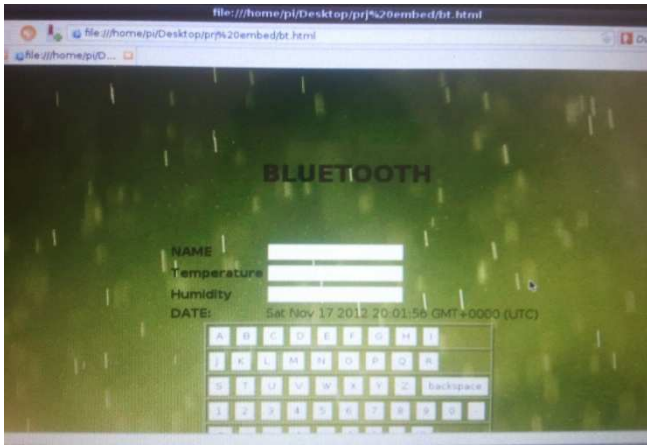 file:///home/pi/Desktop/prj%20embed/bt.html
file:///home/pi/Desktop/prj%20embed/bt.html
file:///home/pi/D...
BLUETOOTH
NAME
Temperature
Humidity
DATE: Sat Nov 17 2012 20:01:56 GMT+0000 (UTC)
A B C D E F G H I
J K L M N O P Q R
S T U V W X Y Z backspace
1 2 3 4 5 6 7 8 9 0